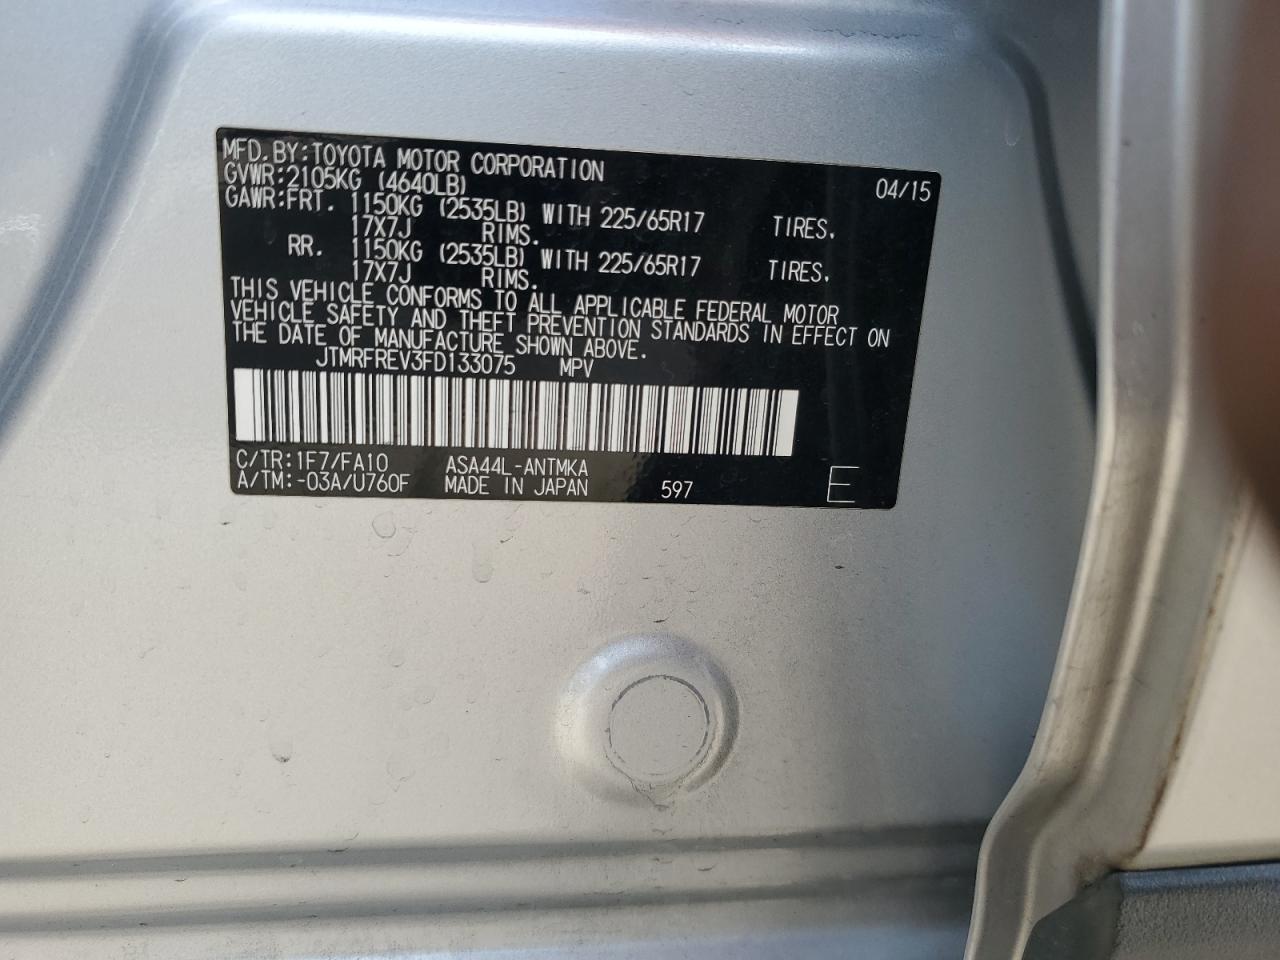 MFD.BY:TOYOTA MOTOR CORPORATION 04/15
GVWR:2105KG (4640LB)
GAWR:FRT. 1150KG (2535LB) WITH 225/65R17 TIRES.
17X7J RIMS.
RR. 1150KG (2535LB) WITH 225/65R17 TIRES.
17X7J RIMS.
THIS VEHICLE CONFORMS TO ALL APPLICABLE FEDERAL MOTOR
VEHICLE SAFETY AND THEFT PREVENTION STANDARDS IN EFFECT ON
THE DATE OF MANUFACTURE SHOWN ABOVE.
JTMRFREV3FD133075 MPV
C/TR:1F7/FA10 ASA44L-ANTMKA
A/TM:-03A/U760F MADE IN JAPAN 597 E